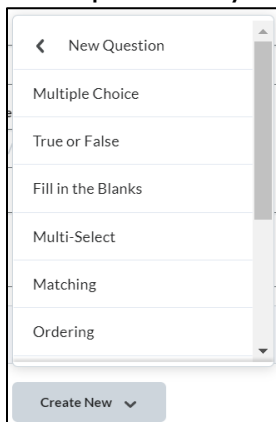 New Question
Multiple Choice
True or False
Fill in the Blanks
Multi-Select
Matching
Ordering
Create New